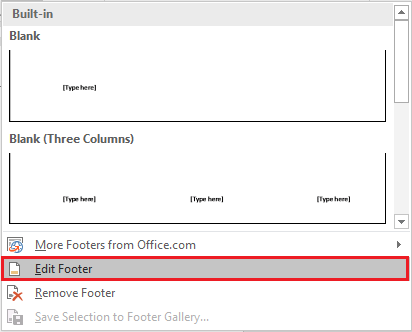 Built-in
Blank
[Type here]
Blank (Three Columns)
[Type here] [Type here] [Type here]
More Footers from Office.com
Edit Footer
Remove Footer
Save Selection to Footer Gallery...